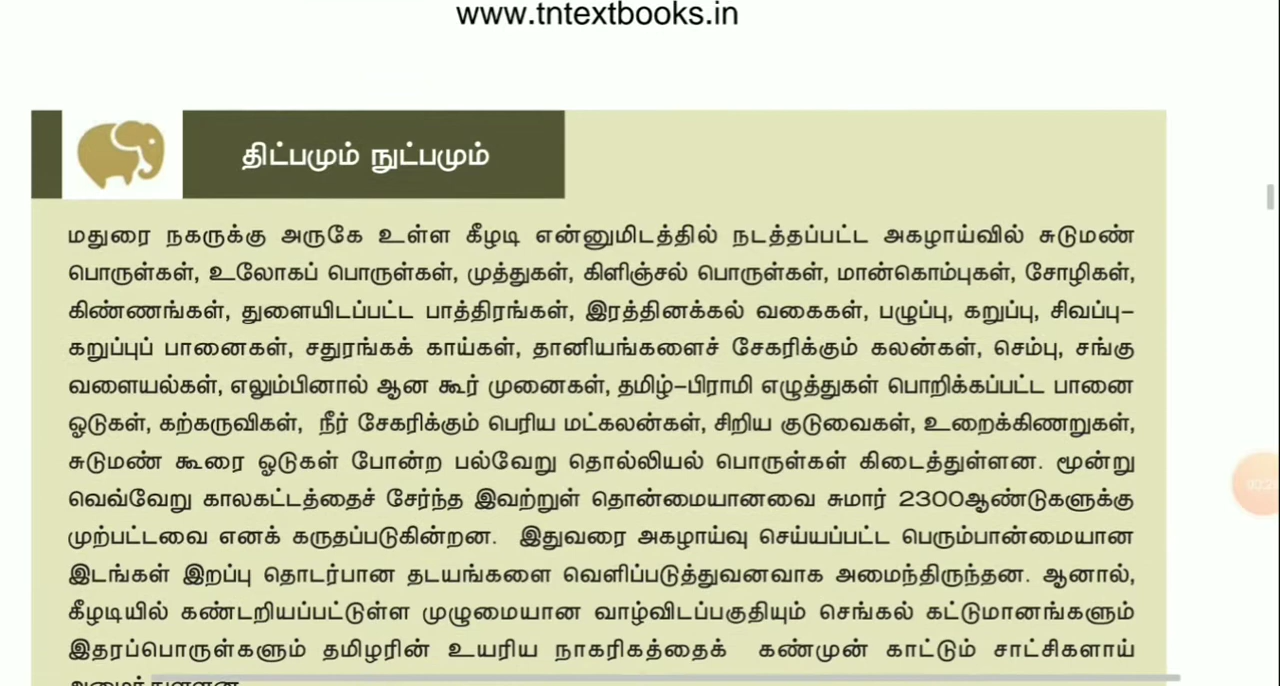 www.tntextbooks.in
திட்பமும் நுட்பமும்
மதுரை நகருக்கு அருகே உள்ள கீழடி என்னுமிடத்தில் நடத்தப்பட்ட அகழாய்வில் சுடுமண்
பொருள்கள், உலோகப் பொருள்கள், முத்துகள், கிளிஞ்சல் பொருள்கள், மான்கொம்புகள், சோழிகள்,
கிண்ணங்கள், துளையிடப்பட்ட பாத்திரங்கள், இரத்தினக்கல் வகைகள், பழுப்பு, கறுப்பு, சிவப்பு–
கறுப்புப் பானைகள், சதுரங்கக் காய்கள், தானியங்களைச் சேகரிக்கும் கலன்கள், செம்பு, சங்கு
வளையல்கள், எலும்பினால் ஆன கூர் முனைகள், தமிழ்–பிராமி எழுத்துகள் பொறிக்கப்பட்ட பானை
ஓடுகள், கற்கருவிகள், நீர் சேகரிக்கும் பெரிய மட்கலன்கள், சிறிய குடுவைகள், உறைக்கிணறுகள்,
சுடுமண் கூரை ஓடுகள் போன்ற பல்வேறு தொல்லியல் பொருள்கள் கிடைத்துள்ளன. மூன்று
வெவ்வேறு காலகட்டத்தைச் சேர்ந்த இவற்றுள் தொன்மையானவை சுமார் 2300ஆண்டுகளுக்கு
முற்பட்டவை எனக் கருதப்படுகின்றன. இதுவரை அகழாய்வு செய்யப்பட்ட பெரும்பான்மையான
இடங்கள் இறப்பு தொடர்பான தடயங்களை வெளிப்படுத்துவனவாக அமைந்திருந்தன. ஆனால்,
கீழடியில் கண்டறியப்பட்டுள்ள முழுமையான வாழ்விடப்பகுதியும் செங்கல் கட்டுமானங்களும்
இதரப்பொருள்களும் தமிழரின் உயரிய நாகரிகத்தைக் கண்முன் காட்டும் சாட்சிகளாய்